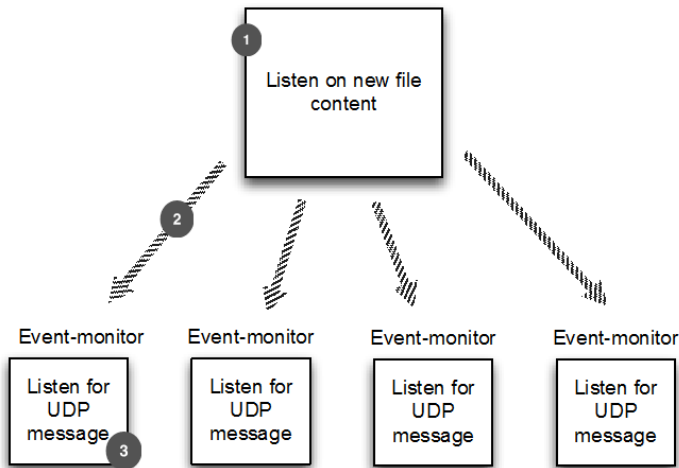 1
Listen on new file
content
2
Event-monitor
Event-monitor
Event-monitor
Event-monitor
Listen for
UDP
message
3
Listen for
UDP
message
Listen for
UDP
message
Listen for
UDP
message